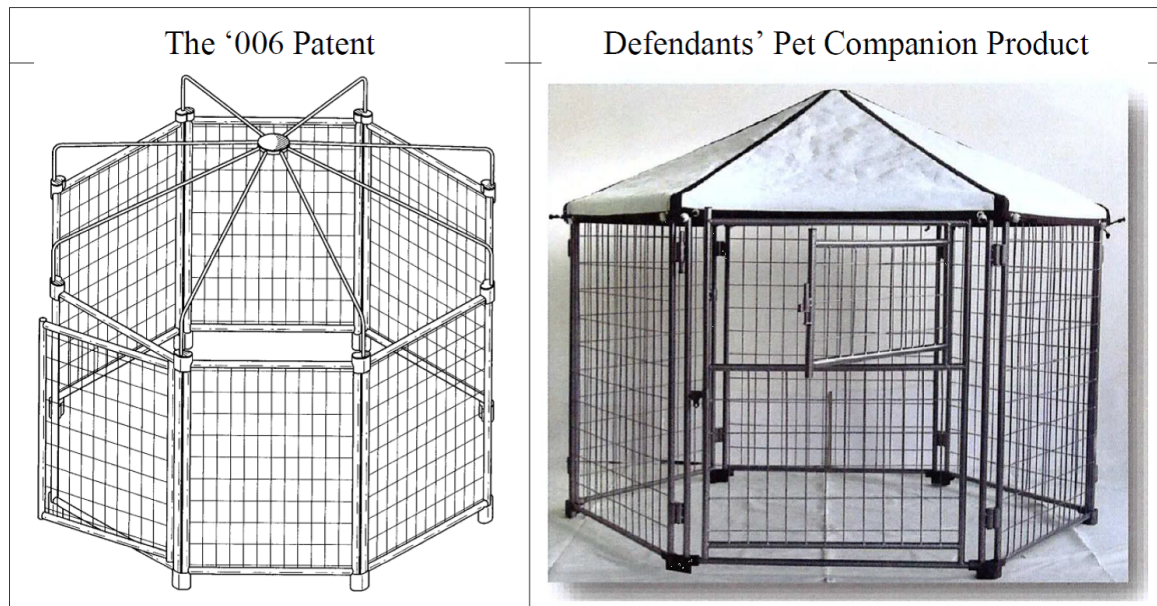 The ‘006 Patent
Defendants’ Pet Companion Product